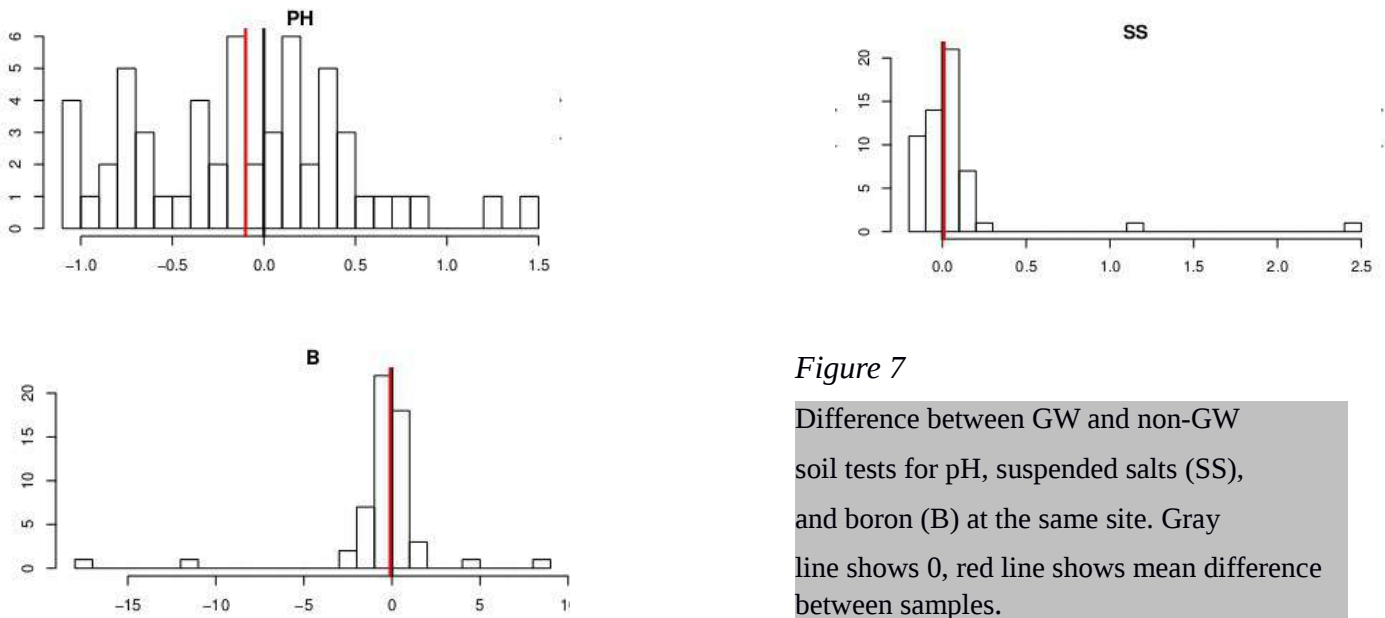 PH
6
5
4
3
2
1
0
−1.0 −0.5 0.0 0.5 1.0 1.5
SS
20
15
10
5
0
0.0 0.5 1.0 1.5 2.0 2.5
B
20
15
10
5
0
−15 −10 −5 0 5
Figure 7
Difference between GW and non-GW
soil tests for pH, suspended salts (SS),
and boron (B) at the same site. Gray
line shows 0, red line shows mean difference
between samples.